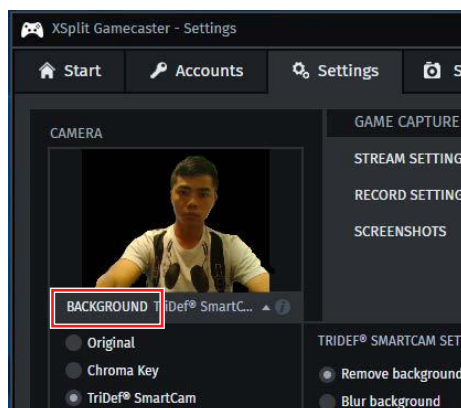 XSplit Gamecaster - Settings
Start Accounts Settings S
CAMERA
GAME CAPTURE
STREAM SETTING
RECORD SETTING
SCREENSHOTS
BACKGROUND TriDef® SmartC...
Original
Chroma Key
TriDef® SmartCam
TRIDEF® SMARTCAM SET
Remove background
Blur background